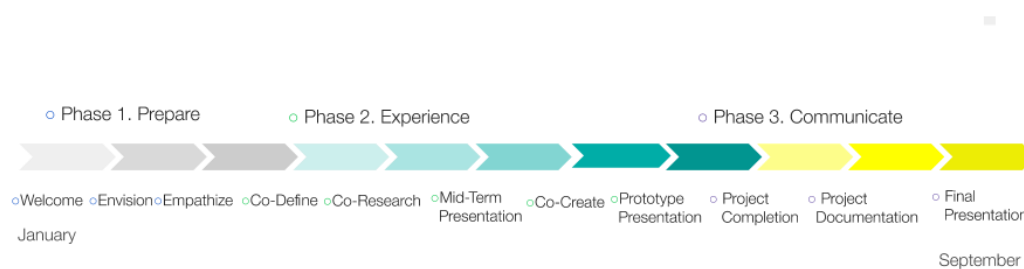 Phase 1. Prepare
Phase 2. Experience
Phase 3. Communicate
Welcome
Envision
Empathize
Co-Define
Co-Research
Mid-Term
Presentation
Co-Create
Prototype
Presentation
Project
Completion
Project
Documentation
Final
Presentation
January
September